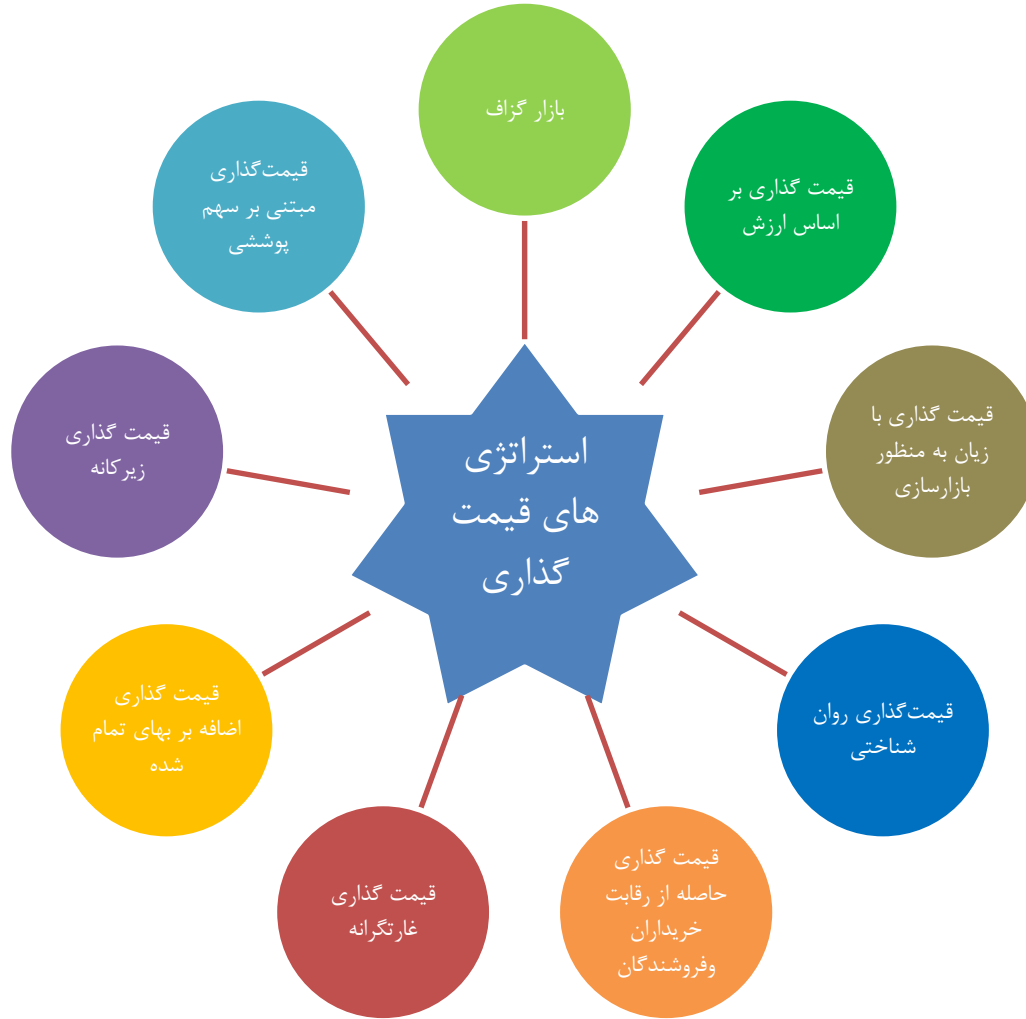 بازار گزاف
قیمت گذاری بر
اساس ارزش
قیمت گذاری با
زیان به منظور
بازارسازی
قیمت‌گذاری روان
شناختی
قیمت گذاری
حاصله از رقابت
خریداران
وفروشندگان
قیمت گذاری
غارتگرانه
قیمت گذاری
اضافه بر بهای تمام
شده
قیمت گذاری
زیرکانه
قیمت‌گذاری
مبتنی بر سهم
پوششی
استراتژی
های قیمت
گذاری